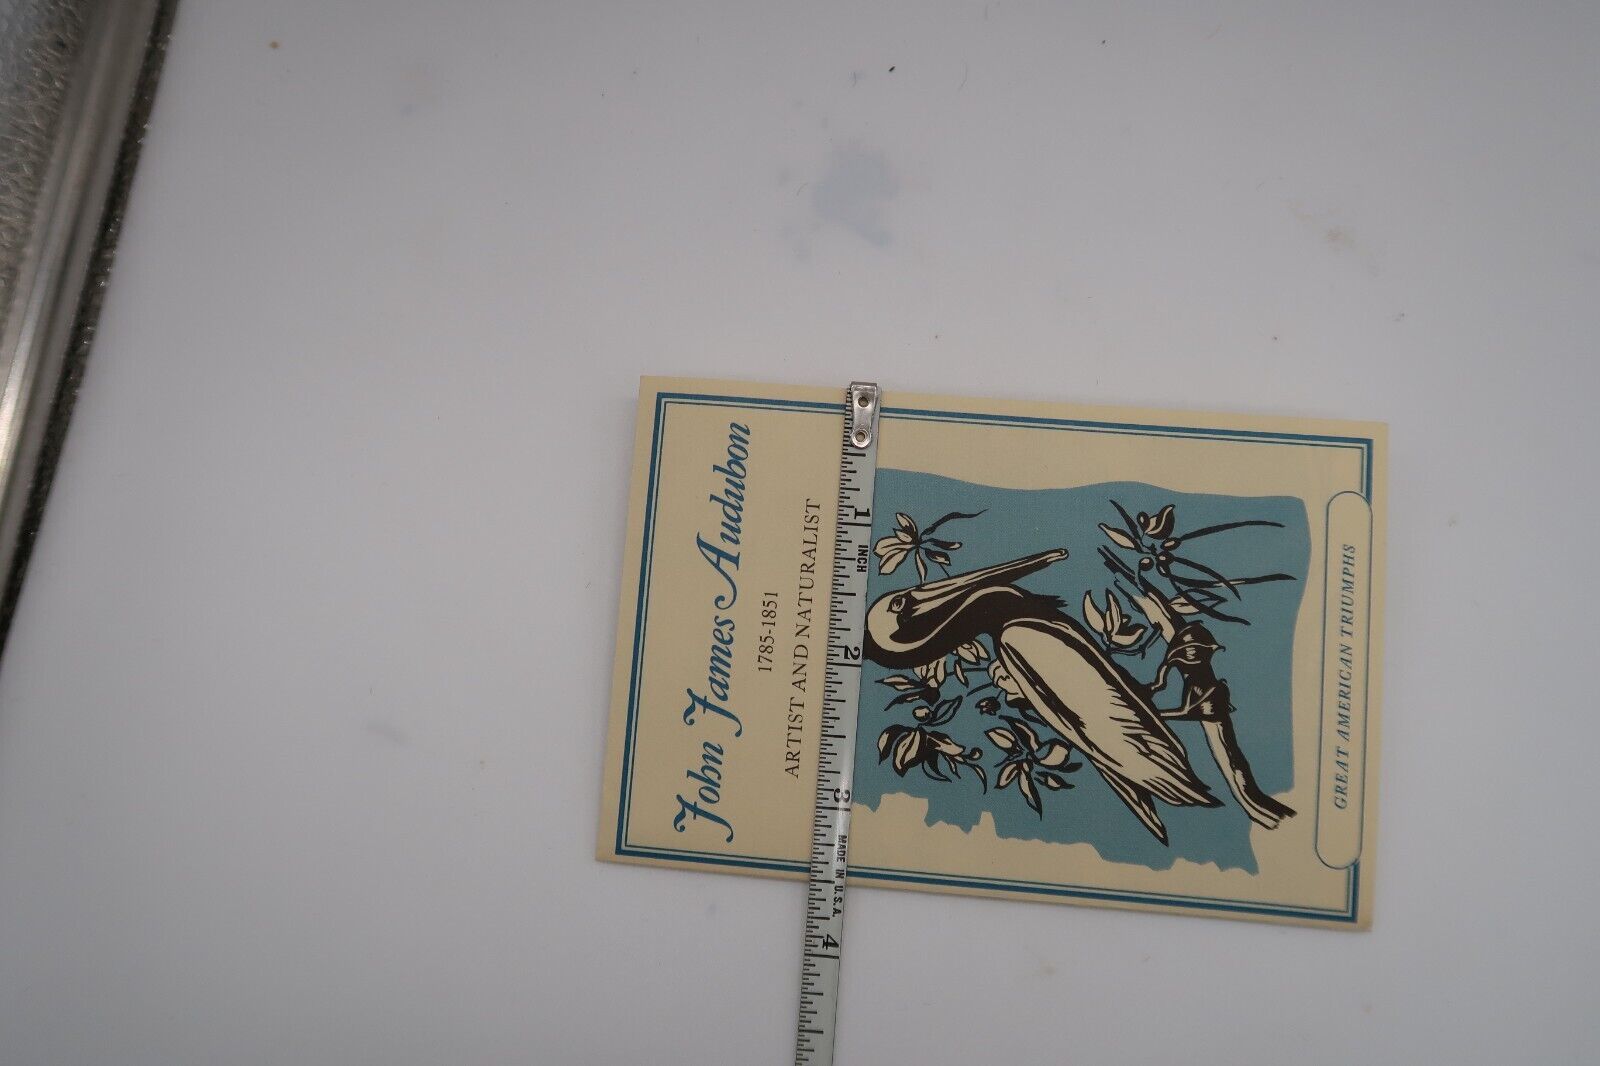 John James Audubon
1785-1851
ARTIST AND NATURALIST
1 INCH
2
3 MADE IN U.S.A.
4
GREAT AMERICAN TRIUMPHS